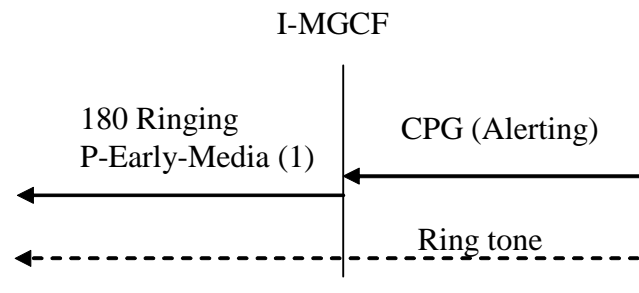 I-MGCF
180 Ringing
P-Early-Media (1)
CPG (Alerting)
Ring tone